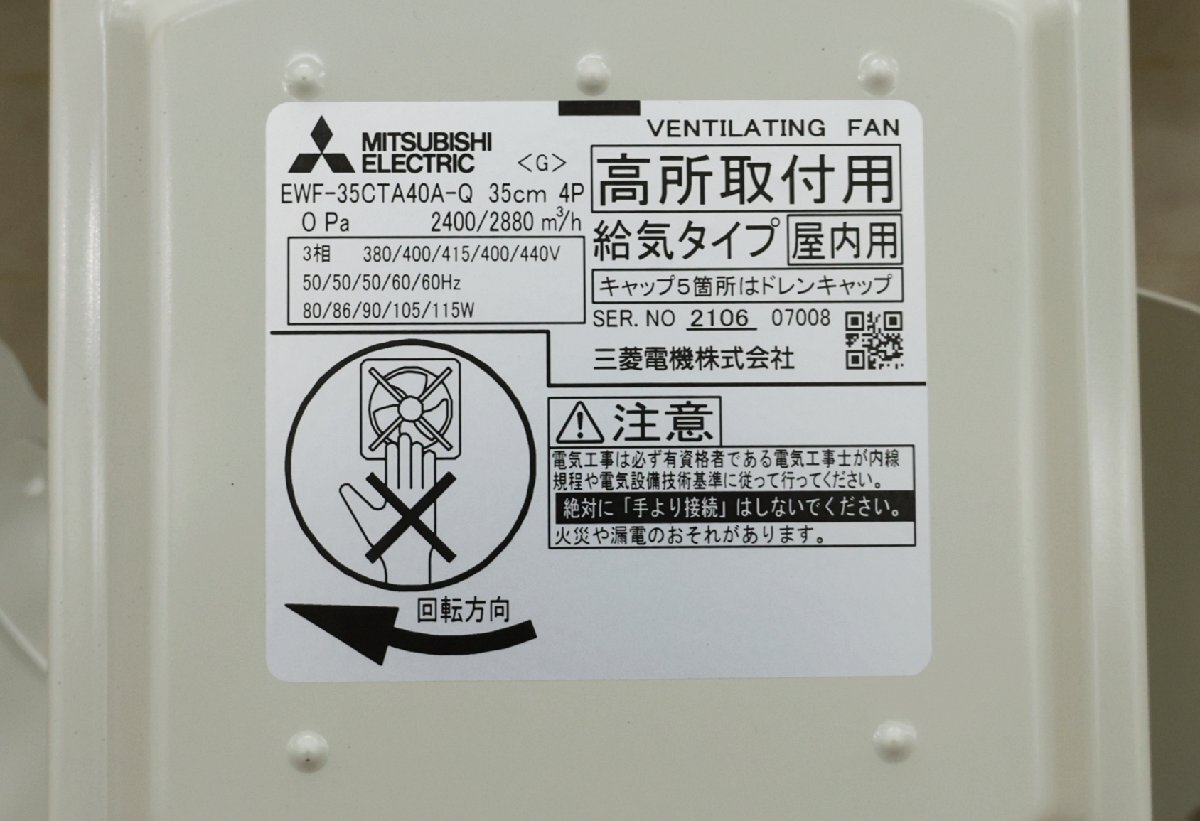 MITSUBISHI
ELECTRIC
<G>
EWF-35CTA40A-Q 35cm 4P
0 Pa 2400/2880 m³/h
3相 380/400/415/400/440V
50/50/50/60/60Hz
80/86/90/105/115W
VENTILATING FAN
高所取付用
給気タイプ 屋内用
キャップ5箇所はドレンキャップ
SER. NO 2106 07008
三菱電機株式会社
注意
電気工事は必ず有資格者である電気工事士が内線
規程や電気設備技術基準に従って行ってください。
絶対に「手より接続」はしないでください。
火災や漏電のおそれがあります。
回転方向